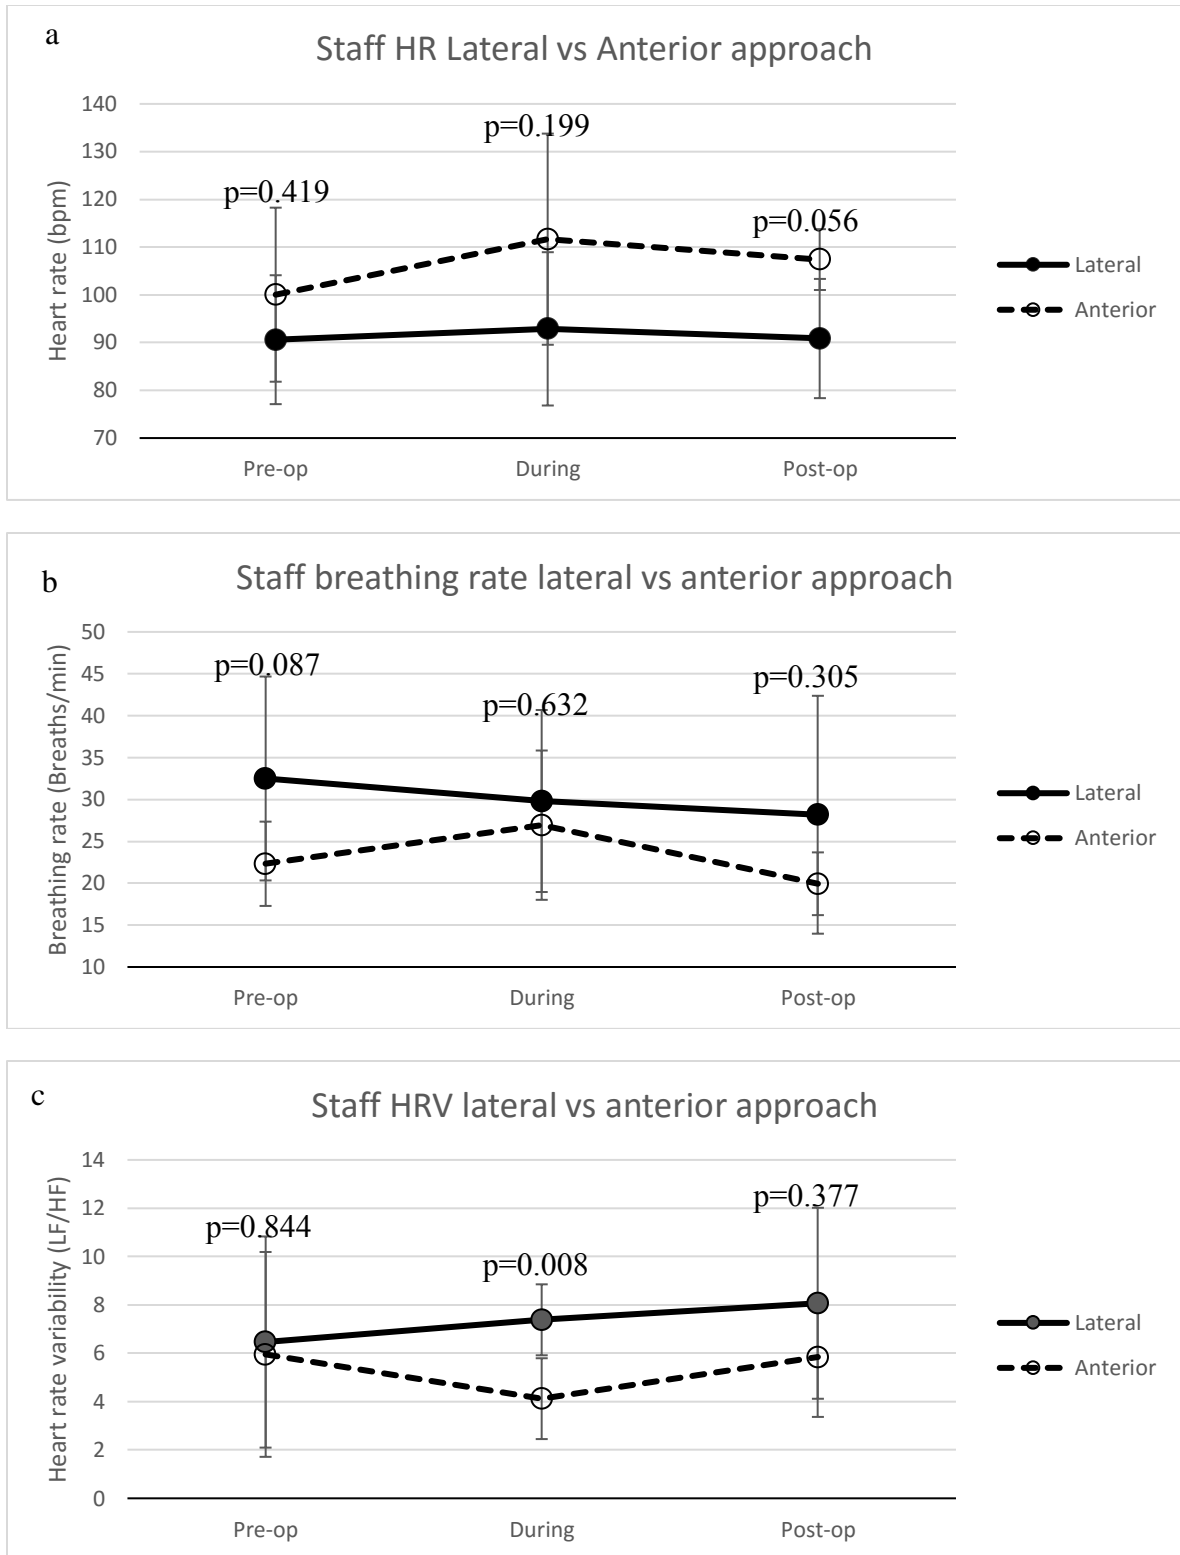 a
Staff HR Lateral vs Anterior approach
Heart rate (bpm)
140
130
120
110
100
90
80
70
p=0.419
p=0.199
p=0.056
Pre-op
During
Post-op
Lateral
Anterior
b
Staff breathing rate lateral vs anterior approach
Breathing rate (Breaths/min)
50
45
40
35
30
25
20
15
10
p=0.087
p=0.632
p=0.305
Pre-op
During
Post-op
Lateral
Anterior
c
Staff HRV lateral vs anterior approach
Heart rate variability (LF/HF)
14
12
10
8
6
4
2
0
p=0.844
p=0.008
p=0.377
Pre-op
During
Post-op
Lateral
Anterior